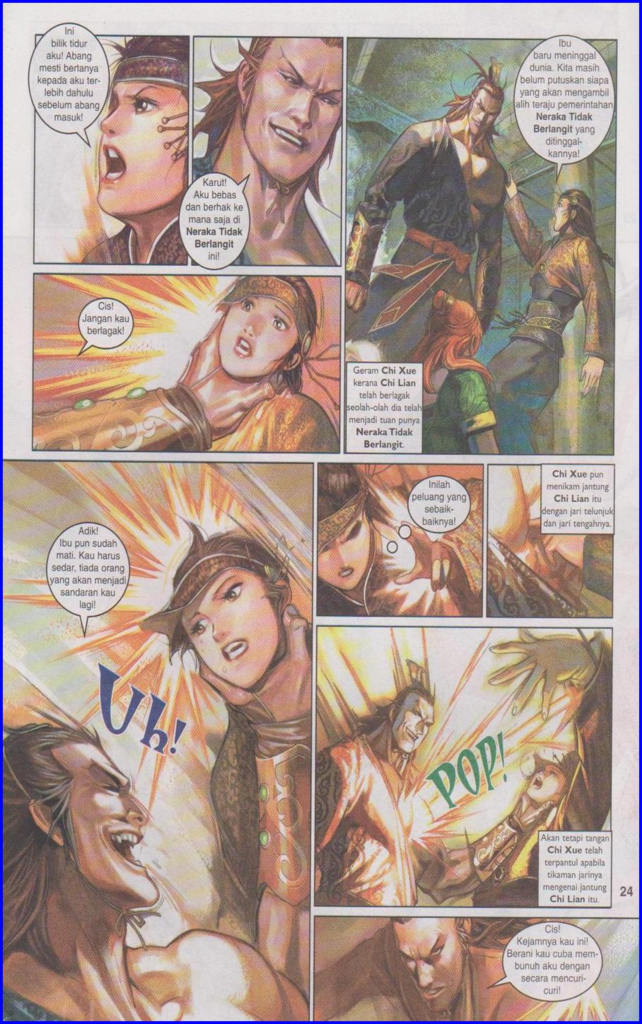 Ini
bilik tidur
aku! Abang
mesti bertanya
kepada aku ter-
lebih dahulu
sebelum abang
masuk!
Karut!
Aku bebas
dan berhak ke
mana saja di
Neraka Tidak
Berlangit
ini!
Ibu
baru meninggal
dunia. Kita masih
belum putuskan siapa
yang akan mengambil
alih teraju pemerintahan
Neraka Tidak
Berlangit yang
ditinggal-
kannya!
Cis!
Jangan kau
berlagak!
Geram Chi Xue
kerana Chi Lian
telah berlagak
seolah-olah dia telah
menjadi tuan punya
Neraka Tidak
Berlangit.
Adik!
Ibu pun sudah
mati. Kau harus
sedar, tiada orang
yang akan menjadi
sandaran kau
lagi!
Uh!
Inilah
peluang yang
sebaik-
baiknya!
Chi Xue pun
menikam jantung
Chi Lian itu
dengan jari telunjuk
dan jari tengahnya.
POP!
Akan tetapi tangan
Chi Xue telah
terpantul apabila
tikaman jarinya
mengenai jantung
Chi Lian itu.
24
Cis!
Kejamnya kau ini!
Berani kau cuba mem-
bunuh aku dengan
secara mencuri-
curi!